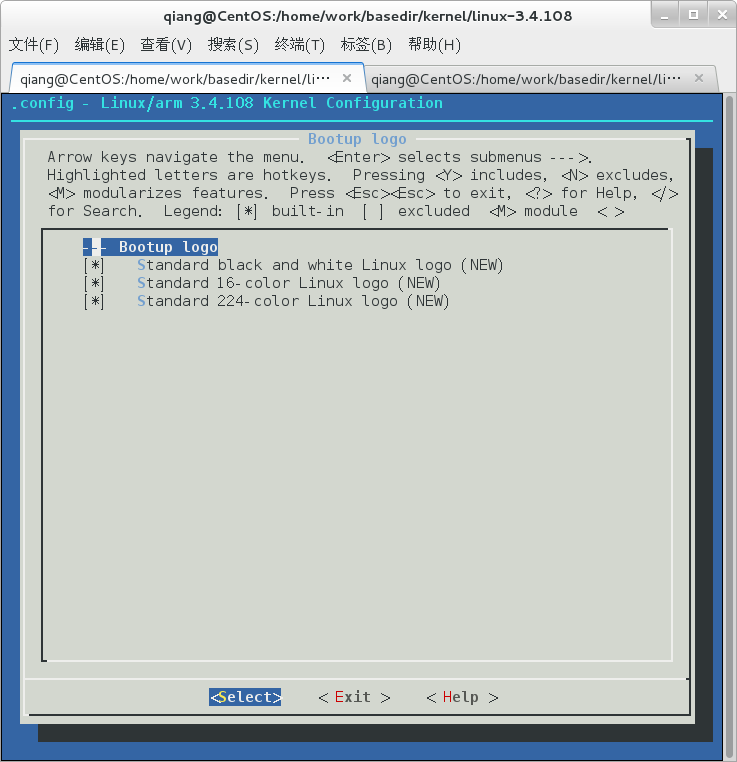 qiang@CentOS:/home/work/basedir/kernel/linux-3.4.108
文件(F) 编辑(E) 查看(V) 搜索(S) 终端(T) 标签(B) 帮助(H)
qiang@CentOS:/home/work/basedir/kernel/li··· × qiang@CentOS:/home/work/basedir/kernel/li··· ×
.config - Linux/arm 3.4.108 Kernel Configuration
Bootup logo
Arrow keys navigate the menu. <Enter> selects submenus --->.
Highlighted letters are hotkeys. Pressing <Y> includes, <N> excludes,
<M> modularizes features. Press <Esc><Esc> to exit, <?> for Help, </>
for Search. Legend: [*] built-in [ ] excluded <M> module < >
--- Bootup logo
[*] Standard black and white Linux logo (NEW)
[*] Standard 16-color Linux logo (NEW)
[*] Standard 224-color Linux logo (NEW)
<Select> < Exit > < Help >